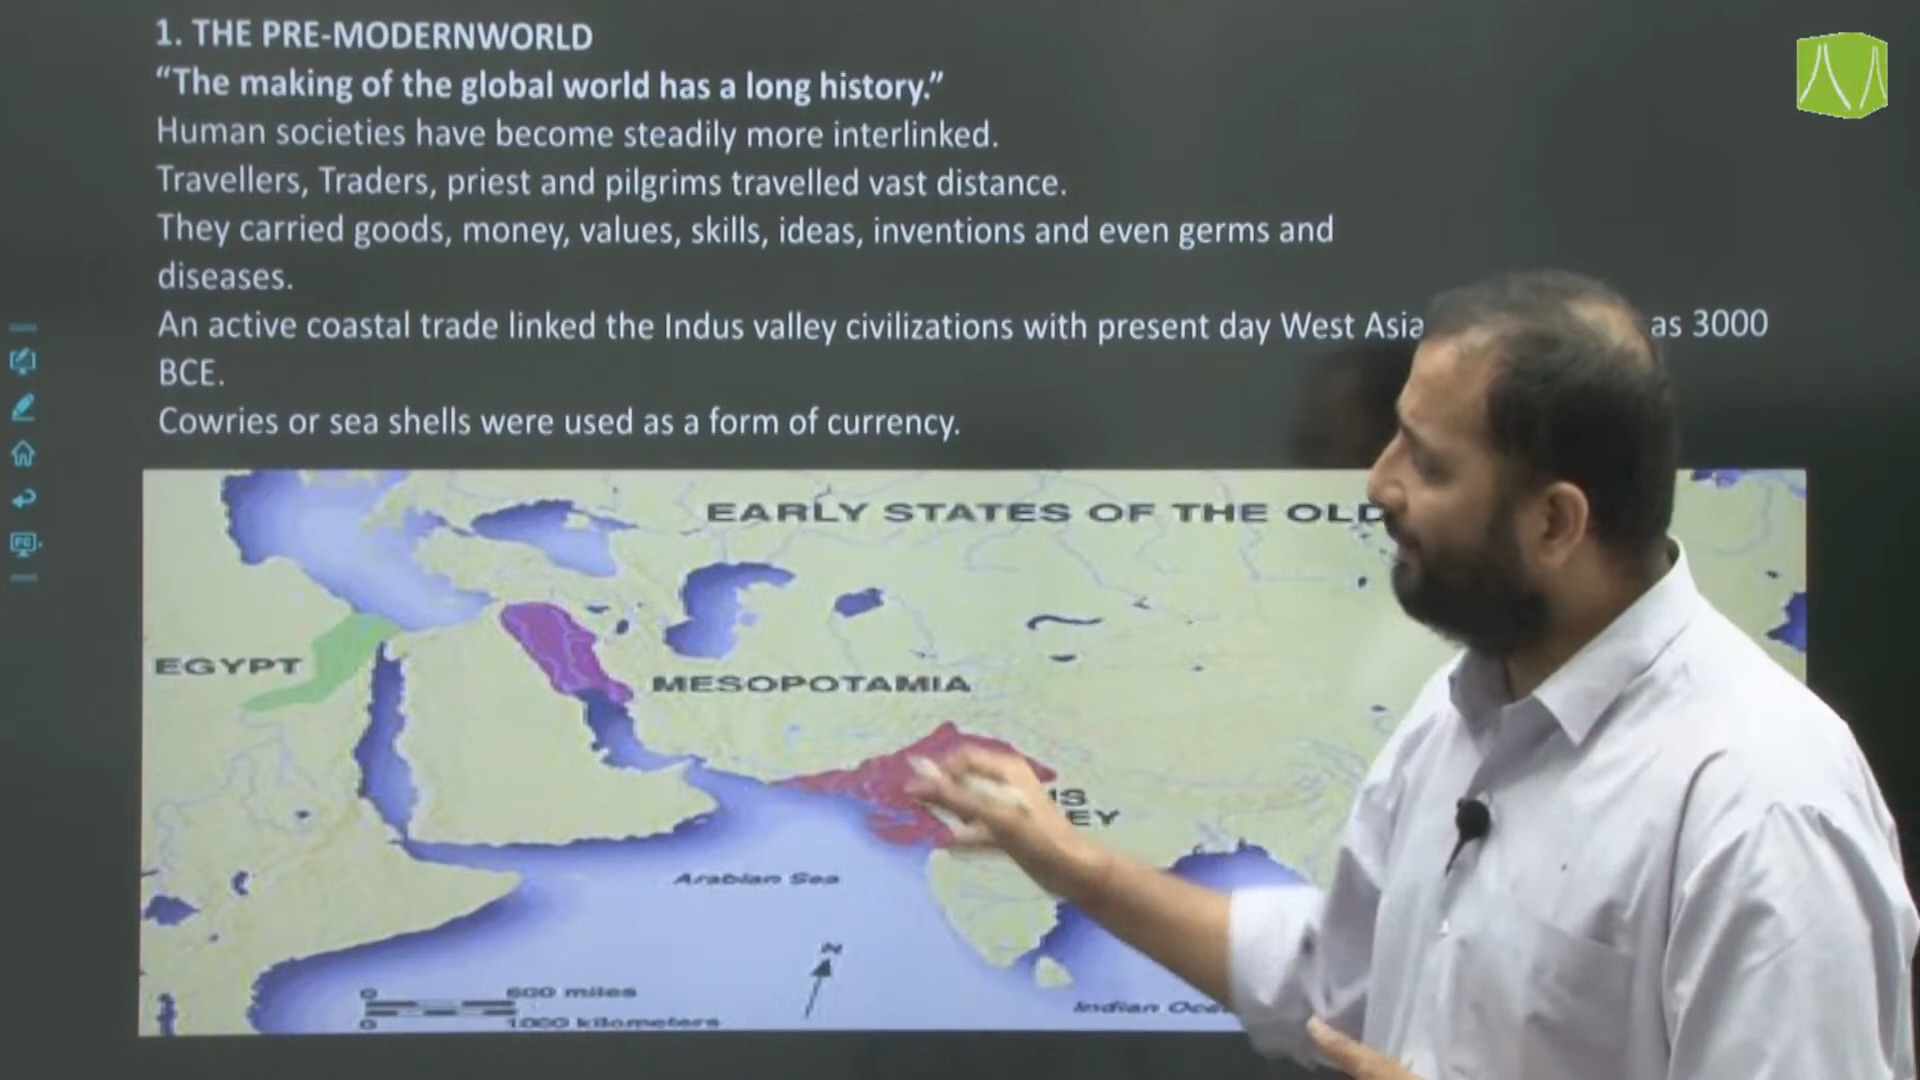 1. THE PRE-MODERNWORLD
“The making of the global world has a long history.”
Human societies have become steadily more interlinked.
Travellers, Traders, priest and pilgrims travelled vast distance.
They carried goods, money, values, skills, ideas, inventions and even germs and
diseases.
An active coastal trade linked the Indus valley civilizations with present day West Asia as 3000
BCE.
Cowries or sea shells were used as a form of currency.
EARLY STATES OF THE OLD
EGYPT
MESOPOTAMIA
Arabian Sea
N
0 600 miles
0 1000 kilometers
Indian
PC